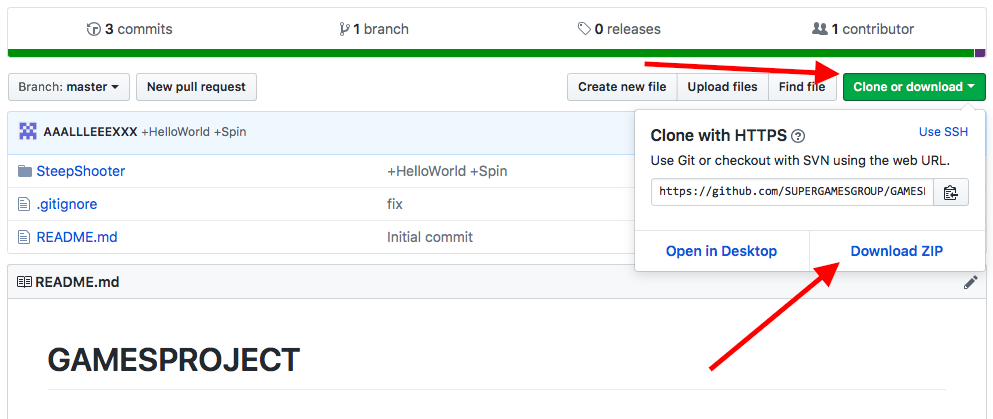 3 commits
1 branch
0 releases
1 contributor
Branch: master
New pull request
Create new file
Upload files
Find file
Clone or download
AAALLLEEEXXX +HelloWorld +Spin
Clone with HTTPS
Use SSH
Use Git or checkout with SVN using the web URL.
https://github.com/SUPERGAMESGROUP/GAMES
Open in Desktop
Download ZIP
SteepShooter
+HelloWorld +Spin
.gitignore
fix
README.md
Initial commit
README.md
GAMESPROJECT